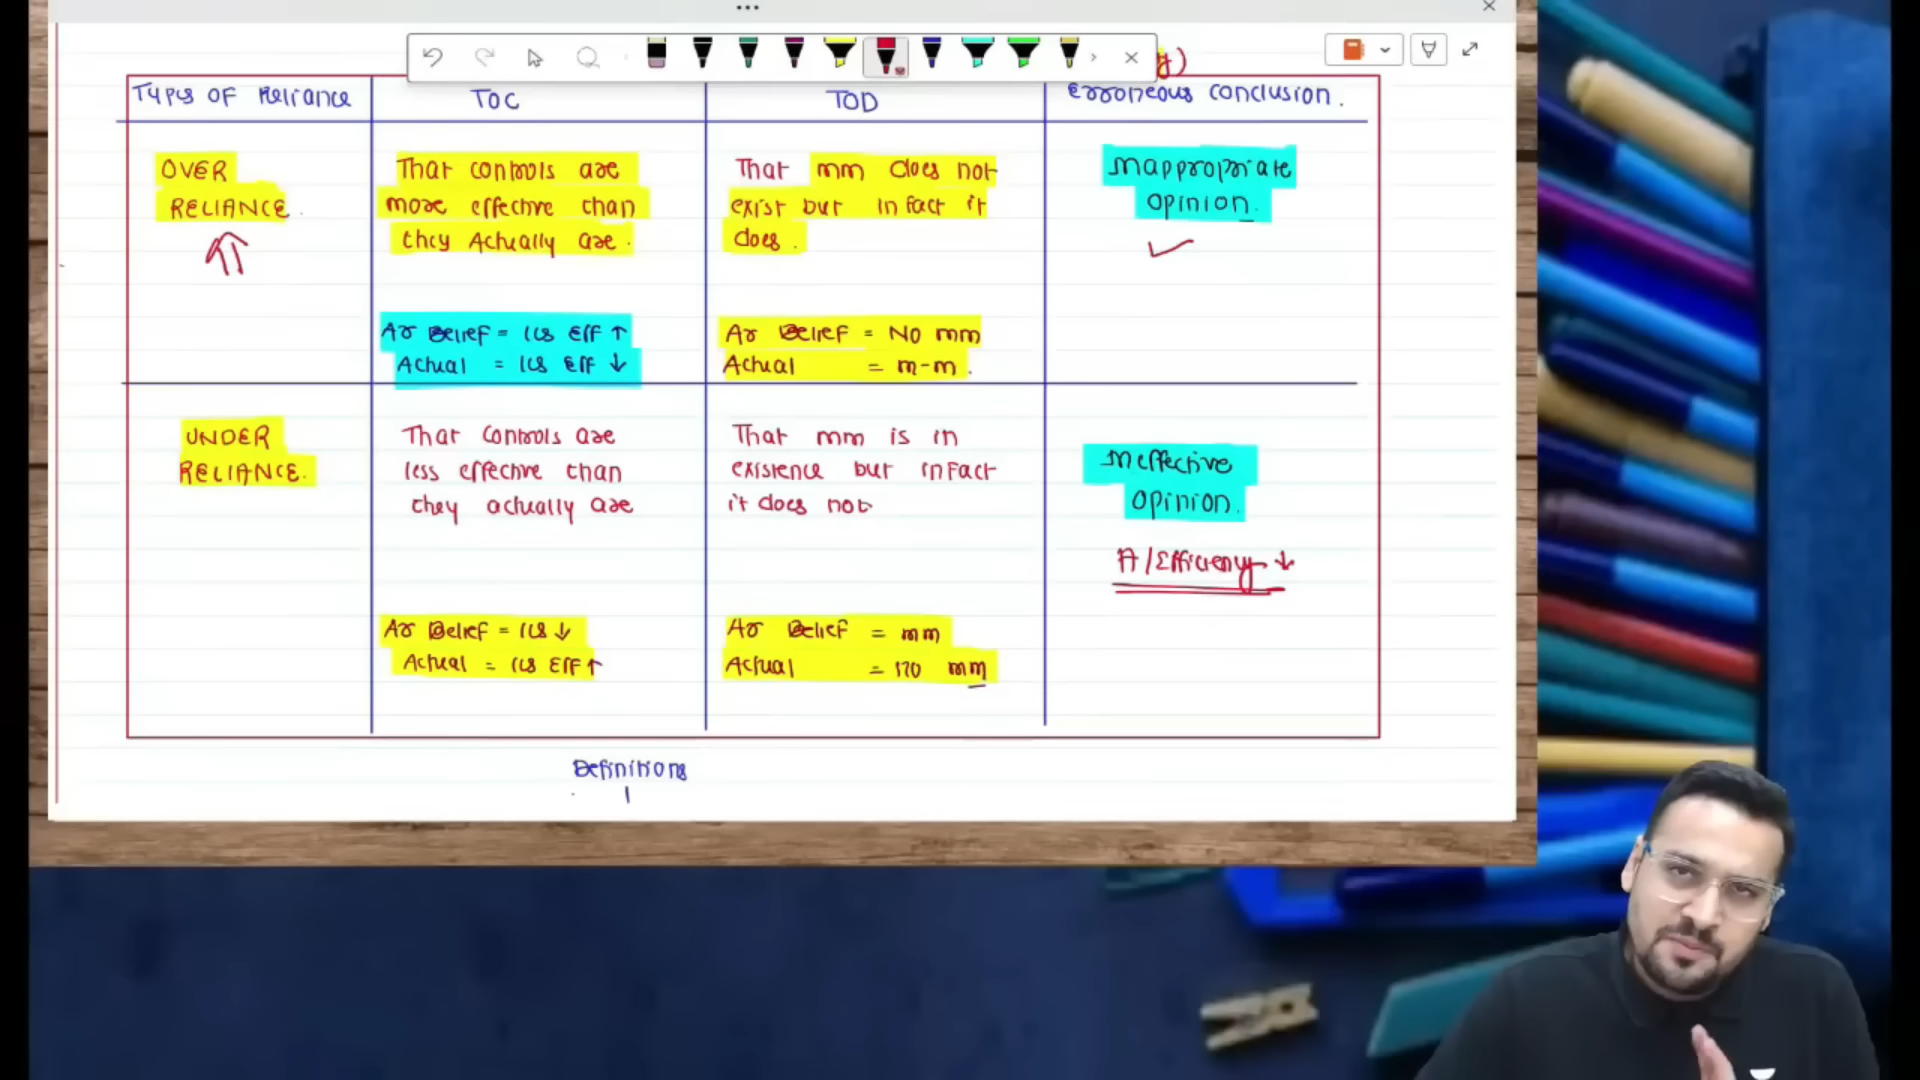 Types of Reliance
TOC
TOD
Erroneous conclusion.
OVER
RELIANCE.
That controls are
more effective than
they Actually are.
Ar Belief = ICS Eff ↑
Actual = ICS Eff ↓
That mm does not
exist but in fact it
does.
Ar Belief = No mm
Actual = m-m.
Inappropriate
opinion.
UNDER
RELIANCE.
That controls are
less effective than
they actually are
Ar Belief = ICS ↓
Actual = ICS Eff ↑
That mm is in
existence but infact
it does not
Ar Belief = mm
Actual = no mm
Ineffective
opinion.
A/Efficiency ↓
Definitions